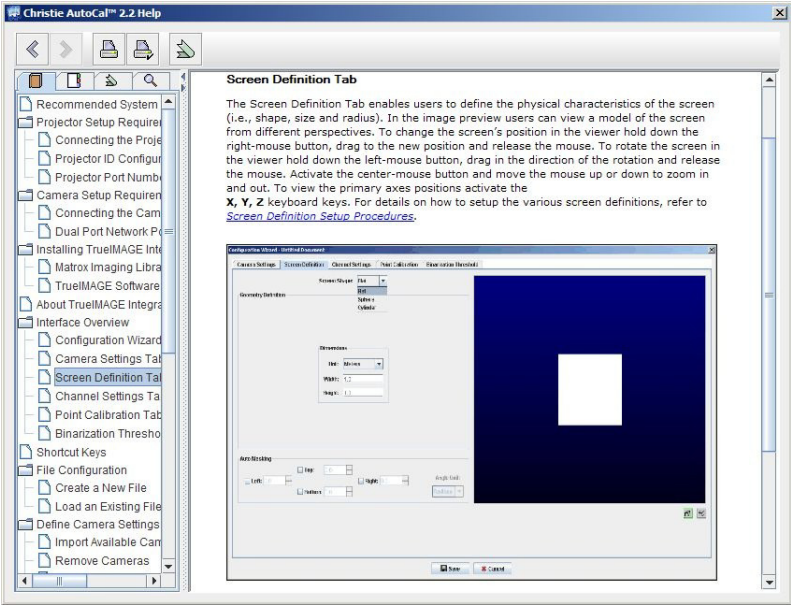 Christie AutoCal™ 2.2 Help
Recommended System
Projector Setup Requirer
Connecting the Proje
Projector ID Configur
Projector Port Numb
Camera Setup Requiren
Connecting the Cam
Dual Port Network Po
Installing TrueIMAGE Inte
Matrox Imaging Libra
TrueIMAGE Software
About TrueIMAGE Integra
Interface Overview
Configuration Wizard
Camera Settings Tab
Screen Definition Tal
Channel Settings Ta
Point Calibration Tab
Binarization Thresho
Shortcut Keys
File Configuration
Create a New File
Load an Existing File
Define Camera Settings
Import Available Cam
Remove Cameras
Screen Definition Tab
The Screen Definition Tab enables users to define the physical characteristics of the screen
(i.e., shape, size and radius). In the image preview users can view a model of the screen
from different perspectives. To change the screen's position in the viewer hold down the
right-mouse button, drag to the new position and release the mouse. To rotate the screen in
the viewer hold down the left-mouse button, drag in the direction of the rotation and release
the mouse. Activate the center-mouse button and move the mouse up or down to zoom in
and out. To view the primary axes positions activate the
X, Y, Z keyboard keys. For details on how to setup the various screen definitions, refer to
Screen Definition Setup Procedures.
Configuration Wizard - Untitled Document
Camera Settings Screen Definition Channel Settings Point Calibration Binarization Threshold
Screen Shape: Flat
Flat
Sphere
Cylinder
Geometry Definition
Dimensions
Unit: Meters
Width:
Height:
Auto Masking
Top:
Left:
Right:
Bottom:
Angle Unit:
Save Cancel